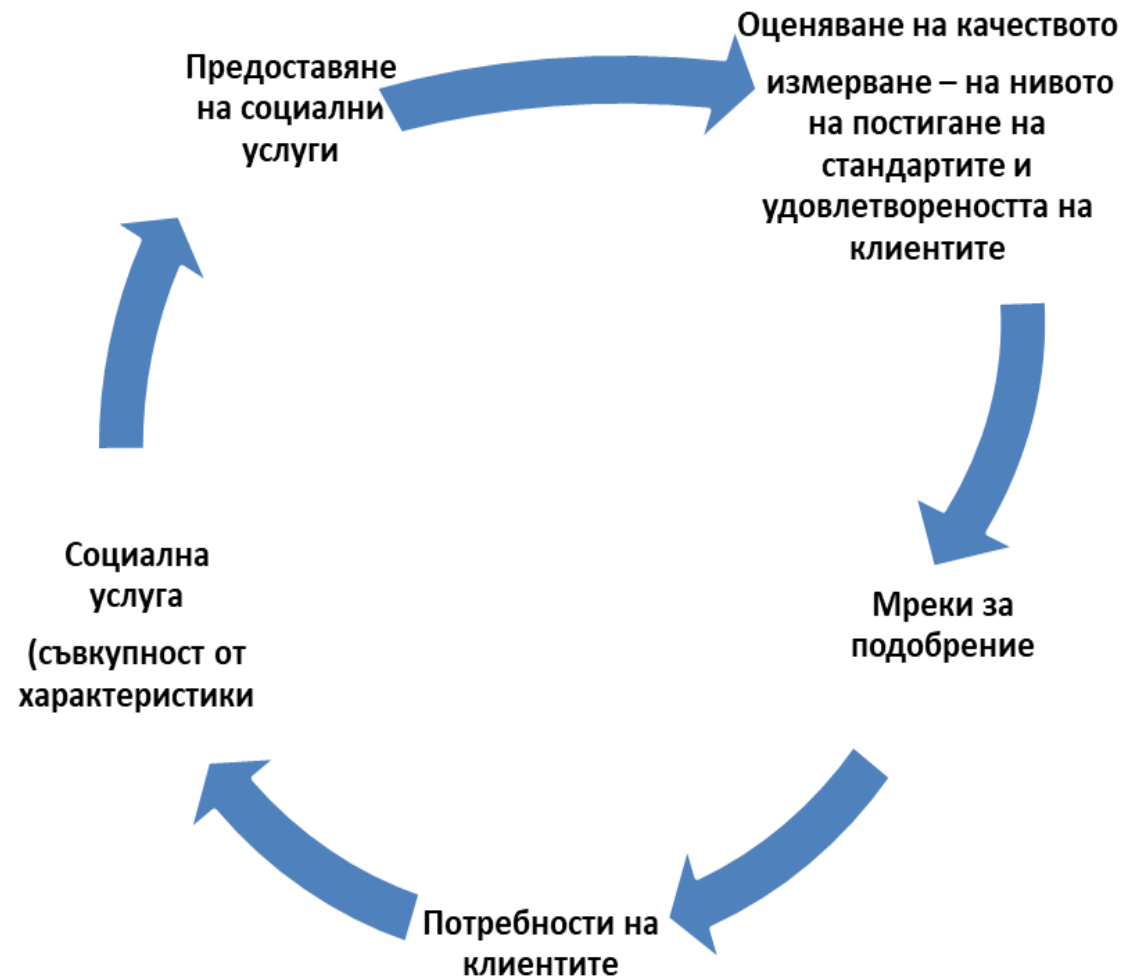 Предоставяне
на социални
услуги
Оценяване на качеството
измерване – на нивото
на постигане на
стандартите и
удовлетвореността на
клиентите
Мреки за
подобрение
Потребности на
клиентите
Социална
услуга
(съвкупност от
характеристики